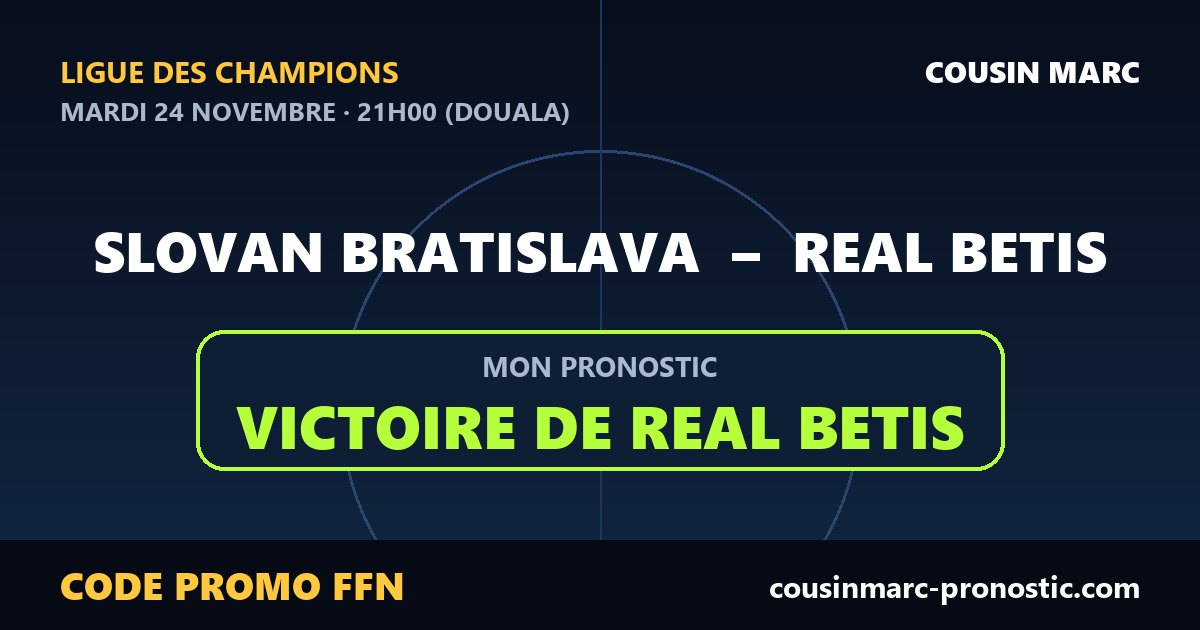 LIGUE DES CHAMPIONS
COUSIN MARC
MARDI 24 NOVEMBRE · 21H00 (DOUALA)
SLOVAN BRATISLAVA – REAL BETIS
MON PRONOSTIC
VICTOIRE DE REAL BETIS
CODE PROMO FFN
cousinmarc-pronostic.com